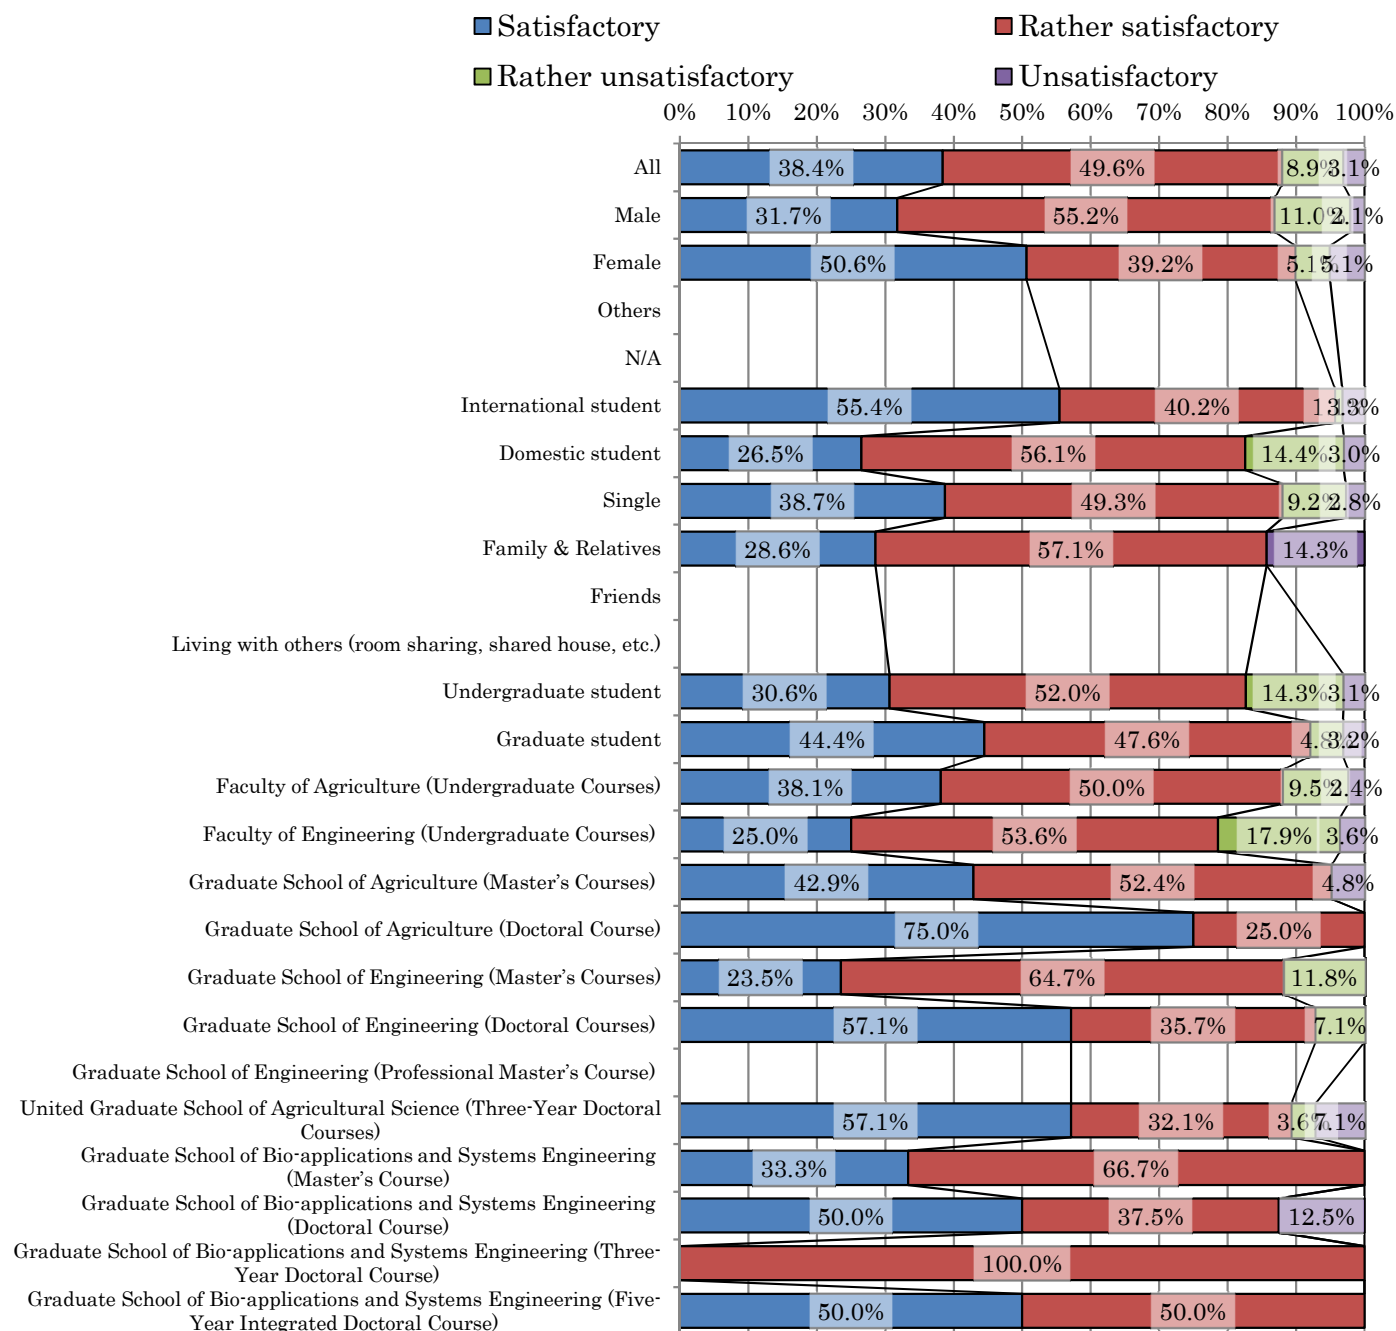 Satisfactory Rather satisfactory
Rather unsatisfactory Unsatisfactory
0% 10% 20% 30% 40% 50% 60% 70% 80% 90% 100%
All 38.4% 49.6% 8.9% 3.1%
Male 31.7% 55.2% 11.0% 2.1%
Female 50.6% 39.2% 5.1% 5.1%
Others
N/A
International student 55.4% 40.2% 3.3%
Domestic student 26.5% 56.1% 14.4% 3.0%
Single 38.7% 49.3% 9.2% 2.8%
Family & Relatives 28.6% 57.1% 14.3%
Friends
Living with others (room sharing, shared house, etc.)
Undergraduate student 30.6% 52.0% 14.3% 3.1%
Graduate student 44.4% 47.6% 4.8% 3.2%
Faculty of Agriculture (Undergraduate Courses) 38.1% 50.0% 9.5% 2.4%
Faculty of Engineering (Undergraduate Courses) 25.0% 53.6% 17.9% 3.6%
Graduate School of Agriculture (Master's Courses) 42.9% 52.4% 4.8%
Graduate School of Agriculture (Doctoral Course) 75.0% 25.0%
Graduate School of Engineering (Master's Courses) 23.5% 64.7% 11.8%
Graduate School of Engineering (Doctoral Courses) 57.1% 35.7% 7.1%
Graduate School of Engineering (Professional Master's Course)
United Graduate School of Agricultural Science (Three-Year Doctoral
Courses) 57.1% 32.1% 3.6% 7.1%
Graduate School of Bio-applications and Systems Engineering
(Master's Course) 33.3% 66.7%
Graduate School of Bio-applications and Systems Engineering
(Doctoral Course) 50.0% 37.5% 12.5%
Graduate School of Bio-applications and Systems Engineering (Three-
Year Doctoral Course) 100.0%
Graduate School of Bio-applications and Systems Engineering (Five-
Year Integrated Doctoral Course) 50.0% 50.0%